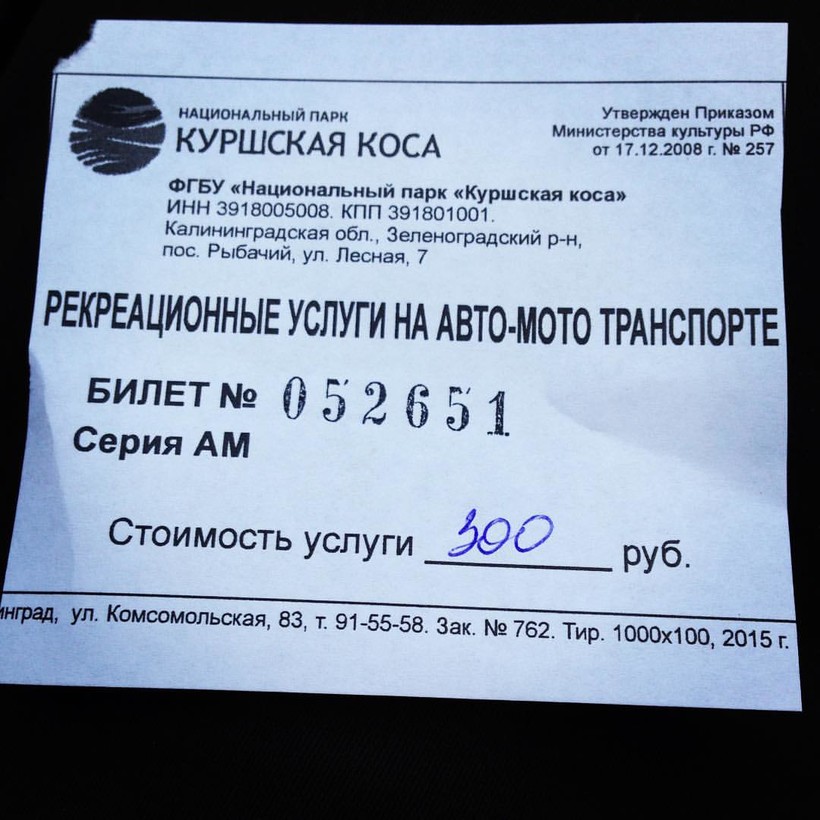 НАЦИОНАЛЬНЫЙ ПАРК
КУРШСКАЯ КОСА
Утвержден Приказом
Министерства культуры РФ
от 17.12.2008 г. № 257
ФГБУ «Национальный парк «Куршская коса»
ИНН 3918005008. КПП 391801001.
Калининградская обл., Зеленоградский р-н,
пос. Рыбачий, ул. Лесная, 7
РЕКРЕАЦИОННЫЕ УСЛУГИ НА АВТО-МОТО ТРАНСПОРТЕ
БИЛЕТ № 052651
Серия АМ
Стоимость услуги 300 руб.
инград, ул. Комсомольская, 83, т. 91-55-58. Зак. № 762. Тир. 1000x100, 2015 г.